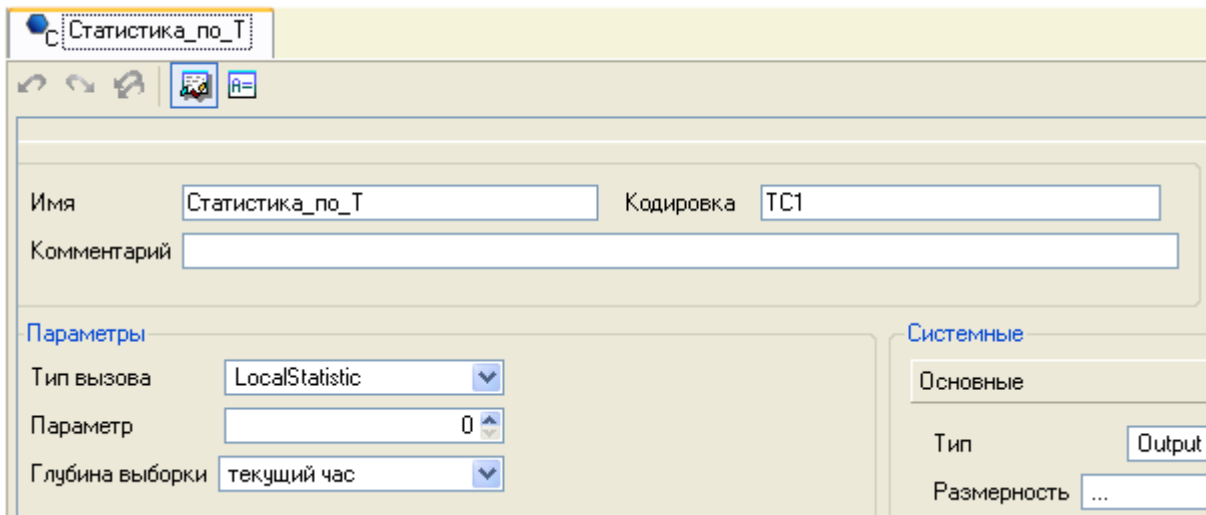 C Статистика_по_Т
A=
Имя Статистика_по_Т Кодировка TC1
Комментарий
Параметры Системные
Тип вызова LocalStatistic Основные
Параметр 0
Тип Output
Глубина выборки текущий час
Размерность ...